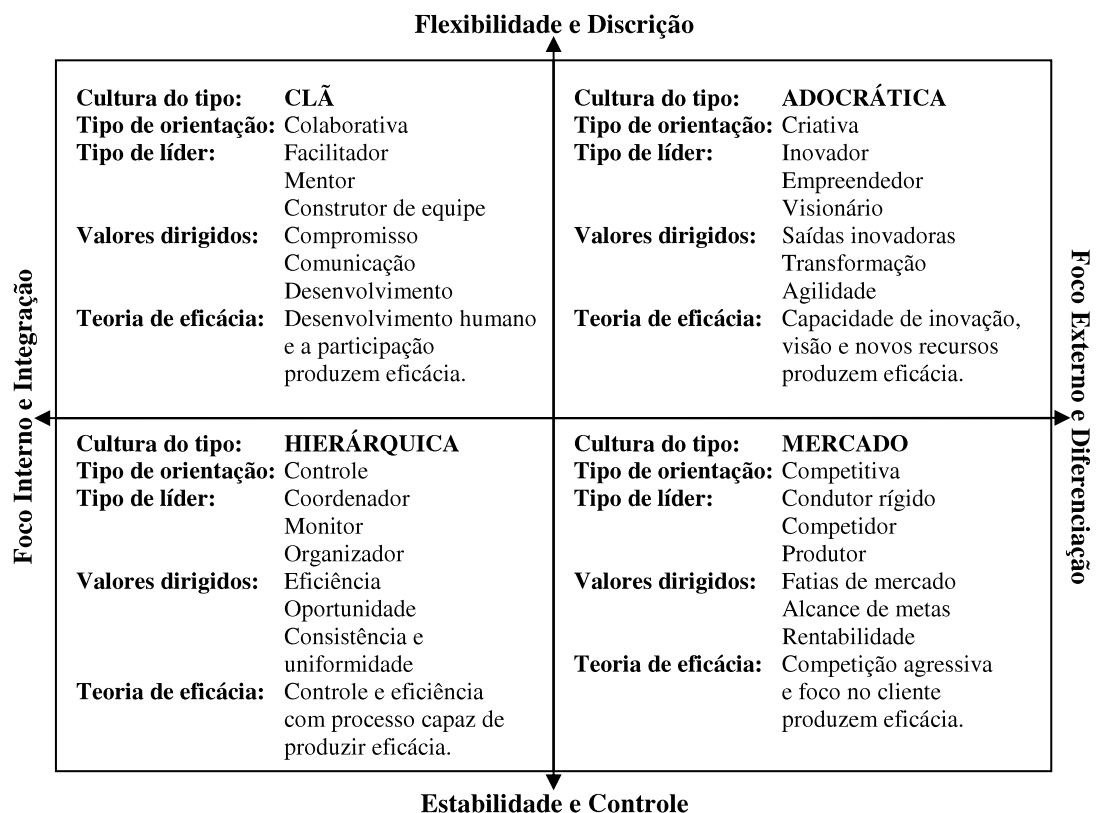 Flexibilidade e Discrição
Cultura do tipo: CLÃ
Tipo de orientação: Colaborativa
Tipo de líder: Facilitador
Mentor
Construtor de equipe
Valores dirigidos: Compromisso
Comunicação
Desenvolvimento
Teoria de eficácia: Desenvolvimento humano
e a participação
produzem eficácia.
Cultura do tipo: ADOCRÁTICA
Tipo de orientação: Criativa
Tipo de líder: Inovador
Empreendedor
Visionário
Valores dirigidos: Saídas inovadoras
Transformação
Agilidade
Teoria de eficácia: Capacidade de inovação,
visão e novos recursos
produzem eficácia.
Foco Interno e Integração
Foco Externo e Diferenciação
Cultura do tipo: HIERÁRQUICA
Tipo de orientação: Controle
Tipo de líder: Coordenador
Monitor
Organizador
Valores dirigidos: Eficiência
Oportunidade
Consistência e
uniformidade
Teoria de eficácia: Controle e eficiência
com processo capaz de
produzir eficácia.
Cultura do tipo: MERCADO
Tipo de orientação: Competitiva
Tipo de líder: Condutor rígido
Competidor
Produtor
Valores dirigidos: Fatias de mercado
Alcance de metas
Rentabilidade
Teoria de eficácia: Competição agressiva
e foco no cliente
produzem eficácia.
Estabilidade e Controle